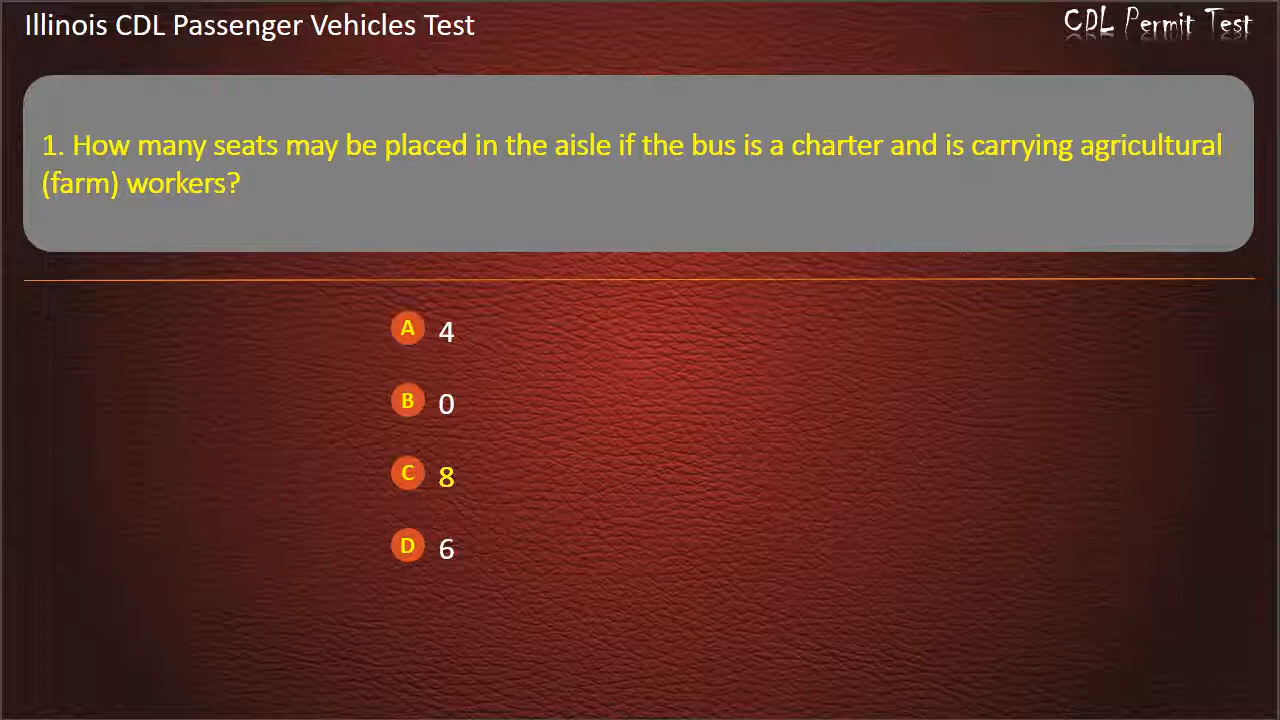 Illinois CDL Passenger Vehicles Test
CDL Permit Test
1. How many seats may be placed in the aisle if the bus is a charter and is carrying agricultural
(farm) workers?
A 4
B 0
C 8
D 6